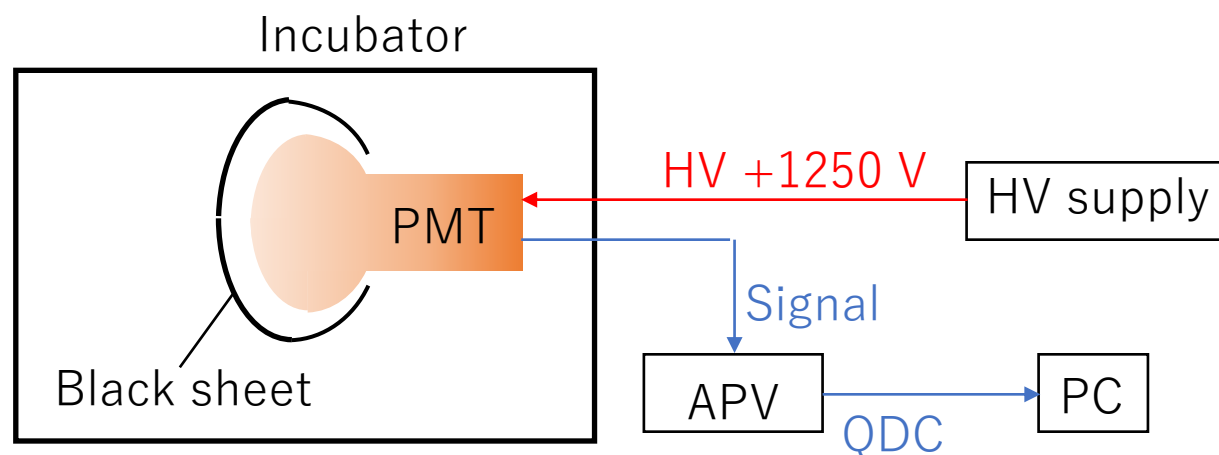 Incubator
HV +1250 V
HV supply
PMT
Signal
Black sheet
APV
PC
QDC